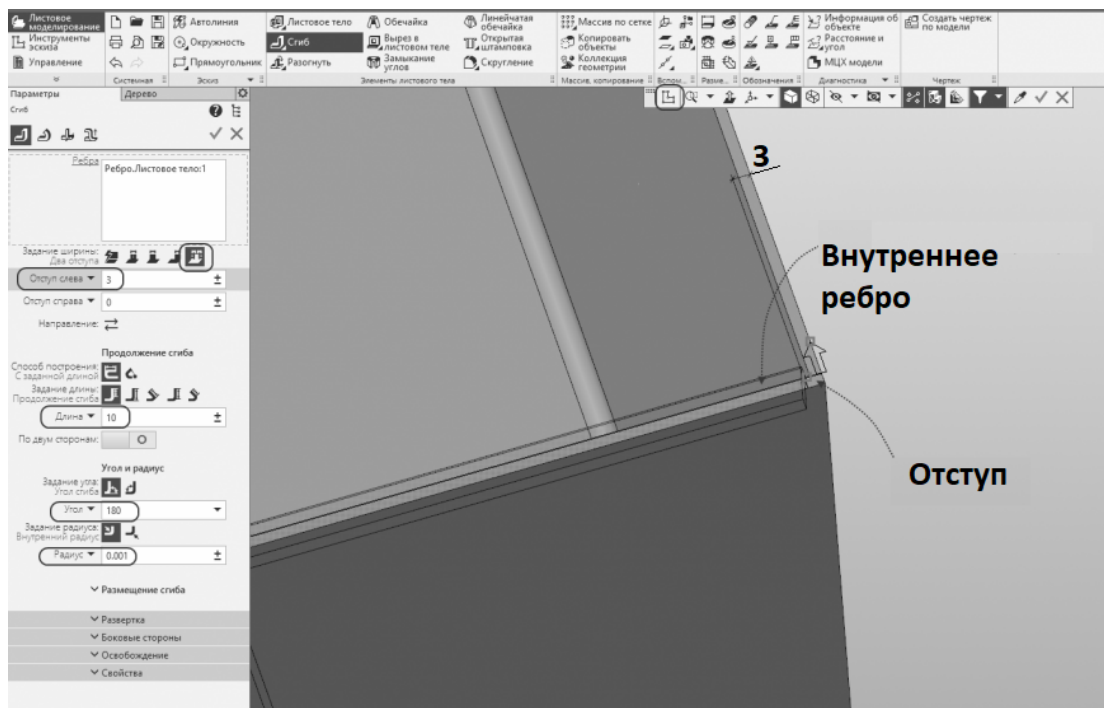 Листовое моделирование
Инструменты эскиза
Управление
Системная
Автолиния
Окружность
Прямоугольник
Эскиз
Листовое тело
Сгиб
Разогнуть
Обечайка
Вырез в листовом теле
Замыкание углов
Линейчатая обечайка
Открытая штамповка
Скругление
Элементы листового тела
Массив по сетке
Копировать объекты
Коллекция геометрии
Массив, копирование
Вспом...
Разме...
Обозначения
Информация об объекте
Расстояние и угол
МЦХ модели
Диагностика
Создать чертеж по модели
Чертеж
Параметры
Дерево
Сгиб
Ребра
Ребро.Листовое тело:1
Задание ширины:
Два отступа
Отступ слева 3
Отступ справа 0
Направление:
Продолжение сгиба
Способ построения:
С заданной длиной
Задание длины:
Продолжение сгиба
Длина 10
По двум сторонам:
Угол и радиус
Задание угла:
Угол сгиба
Угол 180
Задание радиуса:
Внутренний радиус
Радиус 0.001
Размещение сгиба
Развертка
Боковые стороны
Освобождение
Свойства
3
Внутреннее
ребро
Отступ